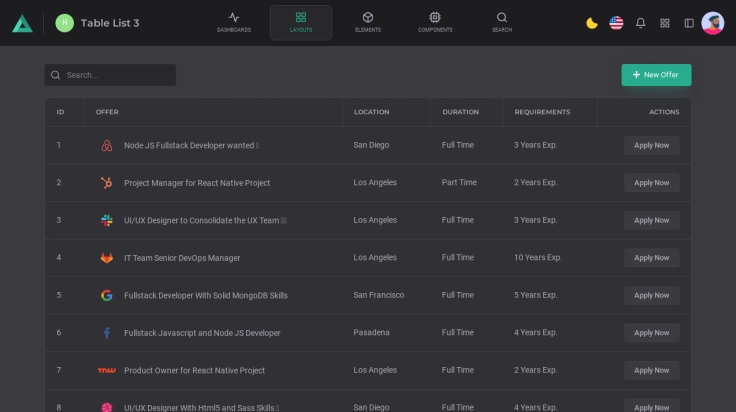 H Table List 3
DASHBOARDS LAYOUTS ELEMENTS COMPONENTS SEARCH
Search...
New Offer
ID OFFER LOCATION DURATION REQUIREMENTS ACTIONS
1 Node JS Fullstack Developer wanted San Diego Full Time 3 Years Exp. Apply Now
2 Project Manager for React Native Project Los Angeles Part Time 2 Years Exp. Apply Now
3 UI/UX Designer to Consolidate the UX Team Los Angeles Full Time 3 Years Exp. Apply Now
4 IT Team Senior DevOps Manager Los Angeles Full Time 10 Years Exp. Apply Now
5 Fullstack Developer With Solid MongoDB Skills San Francisco Full Time 5 Years Exp. Apply Now
6 Fullstack Javascript and Node JS Developer Pasadena Full Time 4 Years Exp. Apply Now
7 TNW Product Owner for React Native Project Los Angeles Full Time 2 Years Exp. Apply Now
8 UI/UX Designer With Html5 and Sass Skills San Diego Full Time 4 Years Exp. Apply Now